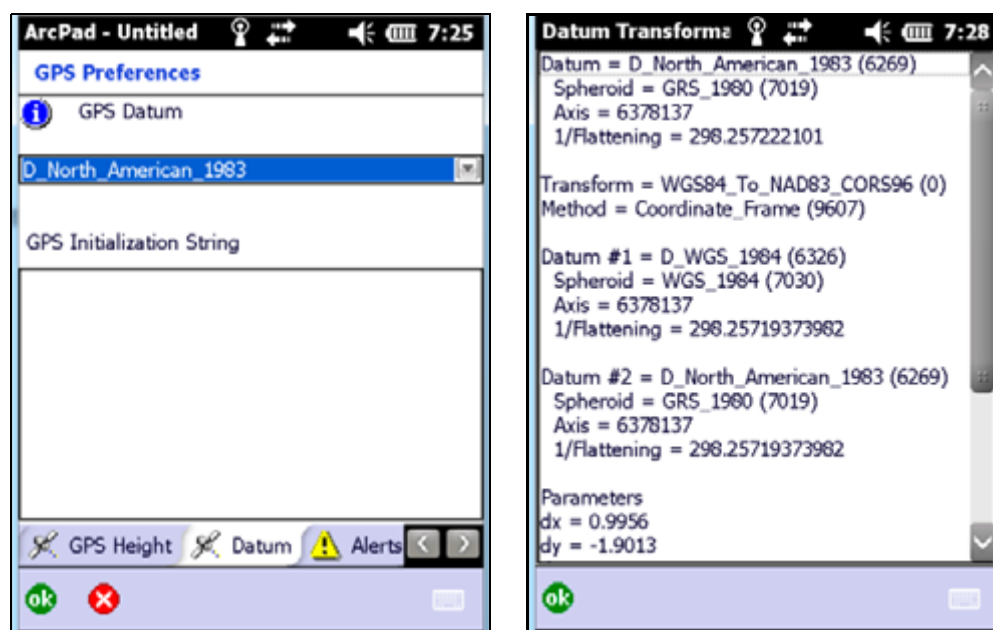 ArcPad - Untitled 7:25
GPS Preferences
GPS Datum
D_North_American_1983
GPS Initialization String
GPS Height Datum Alerts
ok
Datum Transforma 7:28
Datum = D_North_American_1983 (6269)
Spheroid = GRS_1980 (7019)
Axis = 6378137
1/Flattening = 298.257222101
Transform = WGS84_To_NAD83_CORS96 (0)
Method = Coordinate_Frame (9607)
Datum #1 = D_WGS_1984 (6326)
Spheroid = WGS_1984 (7030)
Axis = 6378137
1/Flattening = 298.25719373982
Datum #2 = D_North_American_1983 (6269)
Spheroid = GRS_1980 (7019)
Axis = 6378137
1/Flattening = 298.25719373982
Parameters
dx = 0.9956
dy = -1.9013
ok